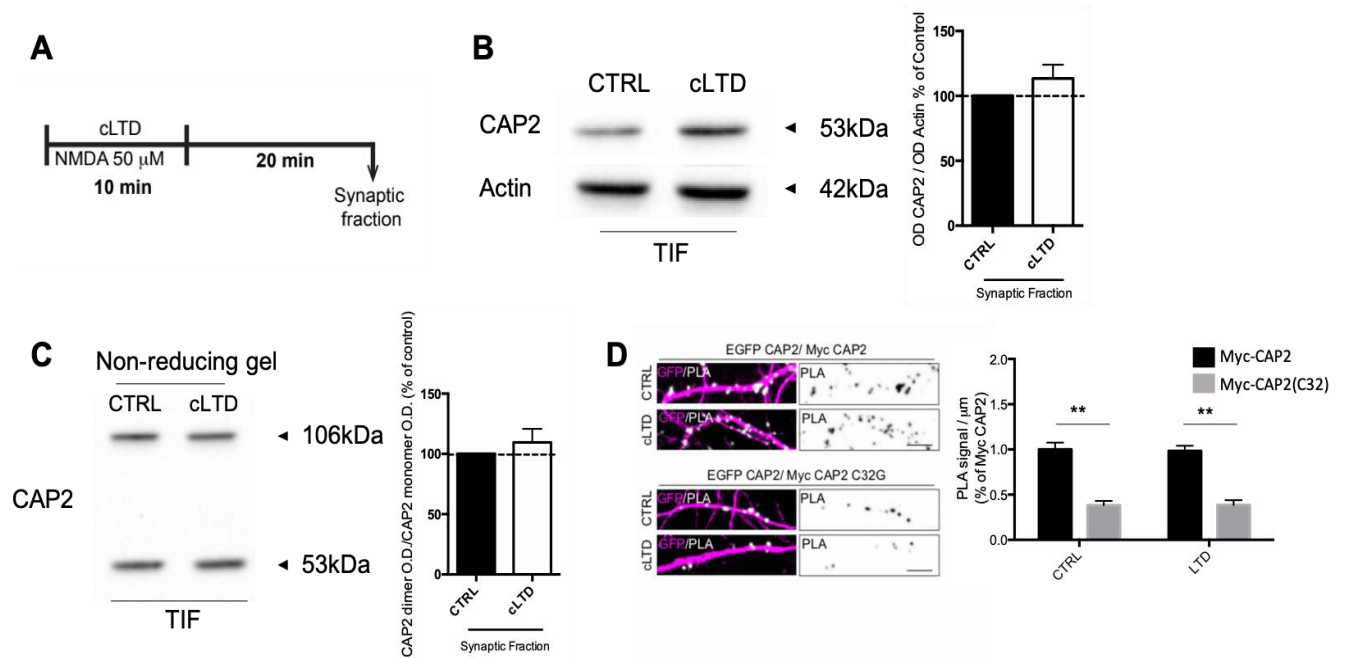 A
cLTD
NMDA 50 μM
10 min
20 min
Synaptic
fraction
B
CTRL cLTD
CAP2 ◄ 53kDa
Actin ◄ 42kDa
TIF
OD CAP2 / OD Actin % of Control
150
100
50
0
CTRL
cLTD
Synaptic Fraction
C
Non-reducing gel
CTRL cLTD
◄ 106kDa
CAP2
◄ 53kDa
TIF
CAP2 dimer O.D./CAP2 monomer O.D. (% of control)
150
100
50
0
CTRL
cLTD
Synaptic Fraction
D
EGFP CAP2/ Myc CAP2
CTRL GFP/PLA PLA
cLTD GFP/PLA PLA
EGFP CAP2/ Myc CAP2 C32G
CTRL GFP/PLA PLA
cLTD GFP/PLA PLA
PLA signal / μm
(% of Myc CAP2)
2.0
1.5
1.0
0.5
0.0
** **
CTRL
LTD
Myc-CAP2
Myc-CAP2(C32)